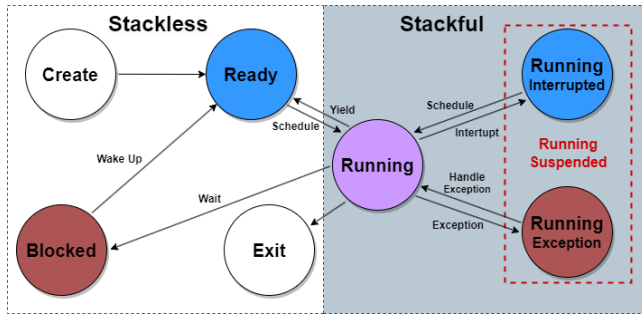 Stackless
Stackful
Create
Ready
Running
Interrupted
Yield
Schedule
Schedule
Intertupt
Running
Suspended
Wake Up
Running
Handle
Exception
Wait
Blocked
Exit
Exception
Running
Exception